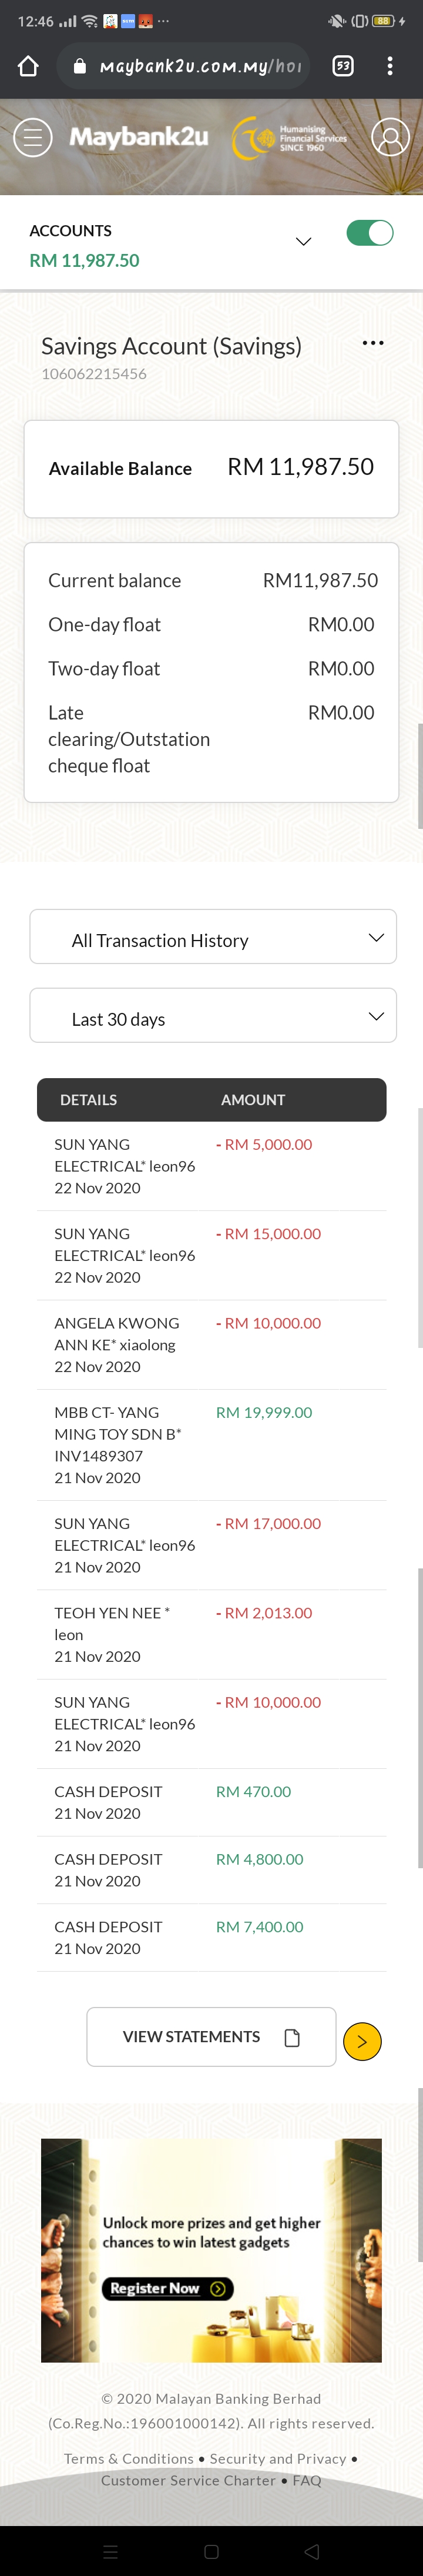 12:46
88
maybank2u.com.my/hoi
53
Maybank2u
Humanising
Financial Services
SINCE 1960
ACCOUNTS
RM 11,987.50
Savings Account (Savings)
106062215456
Available Balance RM 11,987.50
Current balance RM11,987.50
One-day float RM0.00
Two-day float RM0.00
Late RM0.00
clearing/Outstation
cheque float
All Transaction History
Last 30 days
DETAILS AMOUNT
SUN YANG - RM 5,000.00
ELECTRICAL* leon96
22 Nov 2020
SUN YANG - RM 15,000.00
ELECTRICAL* leon96
22 Nov 2020
ANGELA KWONG - RM 10,000.00
ANN KE* xiaolong
22 Nov 2020
MBB CT- YANG RM 19,999.00
MING TOY SDN B*
INV1489307
21 Nov 2020
SUN YANG - RM 17,000.00
ELECTRICAL* leon96
21 Nov 2020
TEOH YEN NEE * - RM 2,013.00
leon
21 Nov 2020
SUN YANG - RM 10,000.00
ELECTRICAL* leon96
21 Nov 2020
CASH DEPOSIT RM 470.00
21 Nov 2020
CASH DEPOSIT RM 4,800.00
21 Nov 2020
CASH DEPOSIT RM 7,400.00
21 Nov 2020
VIEW STATEMENTS
Unlock more prizes and get higher
chances to win latest gadgets
Register Now
© 2020 Malayan Banking Berhad
(Co.Reg.No.:196001000142). All rights reserved.
Terms & Conditions • Security and Privacy •
Customer Service Charter • FAQ